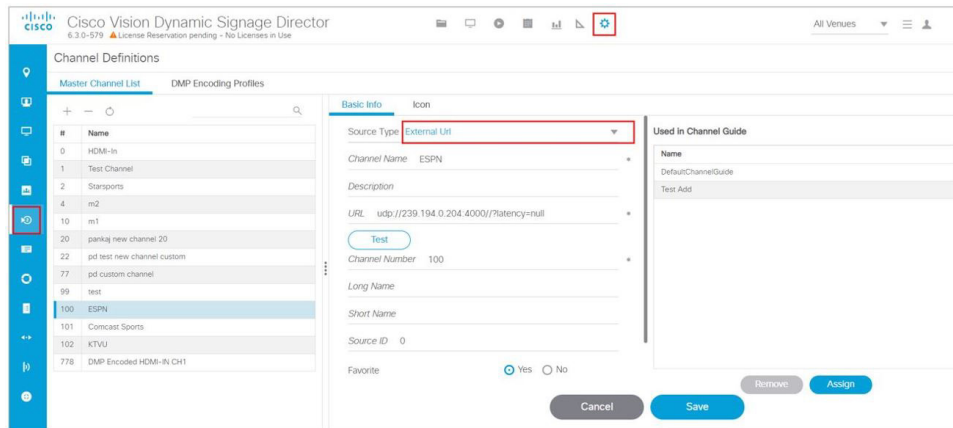 CISCO
Cisco Vision Dynamic Signage Director
6.3.0-579 License Reservation pending - No Licenses in Use
All Venues
Channel Definitions
Master Channel List
DMP Encoding Profiles
# Name
0 HDMI-In
1 Test Channel
2 Starsports
4 m2
10 m1
20 pankaj new channel 20
22 pd test new channel custom
77 pd custom channel
99 test
100 ESPN
101 Comcast Sports
102 KTVU
778 DMP Encoded HDMI-IN CH1
Basic Info
Icon
Source Type External Url
Channel Name ESPN
Description
URL udp://239.194.0.204:4000//?latency=null
Test
Channel Number 100
Long Name
Short Name
Source ID 0
Favorite Yes No
Used in Channel Guide
Name
DefaultChannelGuide
Test Add
Remove
Assign
Cancel
Save